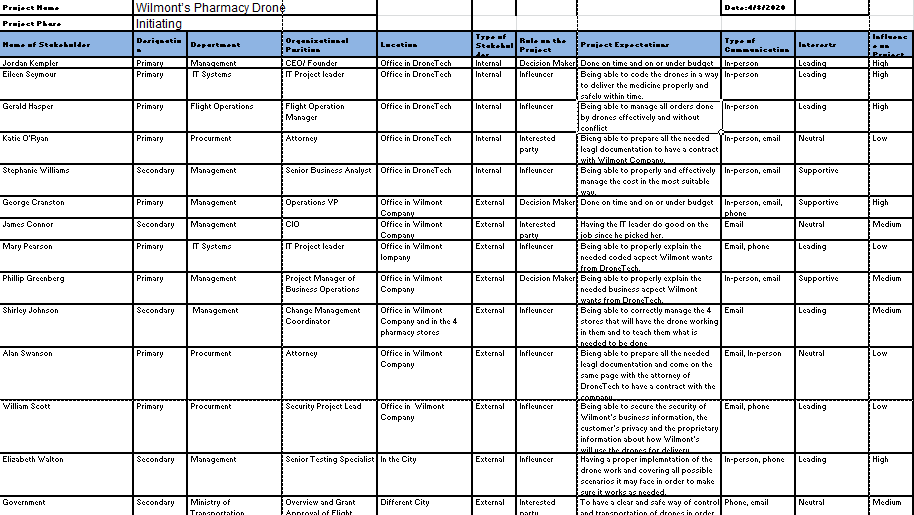 Project Name Wilmont's Pharmacy Drone Date:4/8/2020
Project Phase Initiating
Name of Stakeholder
Designatio
n
Department
Organizational
Position
Location
Type of
Stakehol
der
Role on the
Project
Project Expectations
Type of
Communication
Interests
Influenc
e on
Project
Jordan Kempler Primary Management CEO/ Founder Office in DroneTech Internal Decision Maker Done on time and on or under budget In-person Leading High
Eileen Seymour Primary IT Systems IT Project leader Office in DroneTech Internal Infleuncer Being able to code the drones in a way In-person Leading High
to deliver the medicine properly and
safely within time.
Gerald Hasper Primary Flight Operations Flight Operation Office in DroneTech Internal Infleuncer Being able to manage all orders done In-person Leading High
Manager by drones effectively and without
conflict
Katie O'Ryan Primary Procurment Attorney Office in DroneTech Internal Interested Being able to prepare all the needed In-person, email Neutral Low
party leagl documentation to have a contract
with Wilmont Company.
Stephanie Williams Secondary Management Senior Business Analyst Office in DroneTech Internal Infleuncer Being able to properly and effectively In-person, email Supportive
manage the cost in the most suitable
way.
George Cranston Secondary Management Operations VP Office in Wilmont External Decision Maker Done on time and on or under budget In-person, email, Supportive High
Company phone
James Connor Secondary Management CIO Office in Wilmont External Interested Having the IT leader do good on the Email Neutral Medium
Company party job since he picked her.
Mary Pearson Primary IT Systems IT Project leader Office in Wilmont External Infleuncer Being able to properly explain the Email, phone Leading Low
lompany needed coded aepect Wilmont wants
from DroneTech.
Phillip Greenberg Primary Management Project Manager of Office in Wilmont External Decision Maker Being able to properly explain the In-person, email Supportive Medium
Business Operations Company needed business acpect Wilmont
wants from DroneTech.
Shirley Johnson Secondary Management Change Management Office in Wilmont External Infleuncer Being able to correctly manage the 4 Email Leading Medium
Coordinator Company and in the 4 stores that will have the drone working
pharmacy stores in them and to teach them what is
needed to be done
Alan Swanson Primary Procurment Attorney Office in Wilmont External Infleuncer Being able to prepare all the needed Email, In-person Neutral Low
Company leagl documentation and come on the
same page with the attorney of
DroneTech to have a contract with the
company.
William Scott Primary Procurment Security Project Lead Office in Wilmont External Infleuncer Being able to secure the security of Email, phone Leading Low
Company Wilmont's business information, the
customer's privacy and the proprietary
information about how Wilmont's
will use the drones for delivery
Elizabeth Walton Secondary Management Senior Testing Specialist In the City External Infleuncer Having a proper implemntation of the In-person, phone Leading High
drone work and covering all possible
scenarios it may face in order to make
sure it works as needed.
Government Secondary Ministry of Overview and Grant Different City External Interested To have a clear and safe way of control Phone, email Neutral Medium
Transportation Approval of Flight party and transportation of drones in order